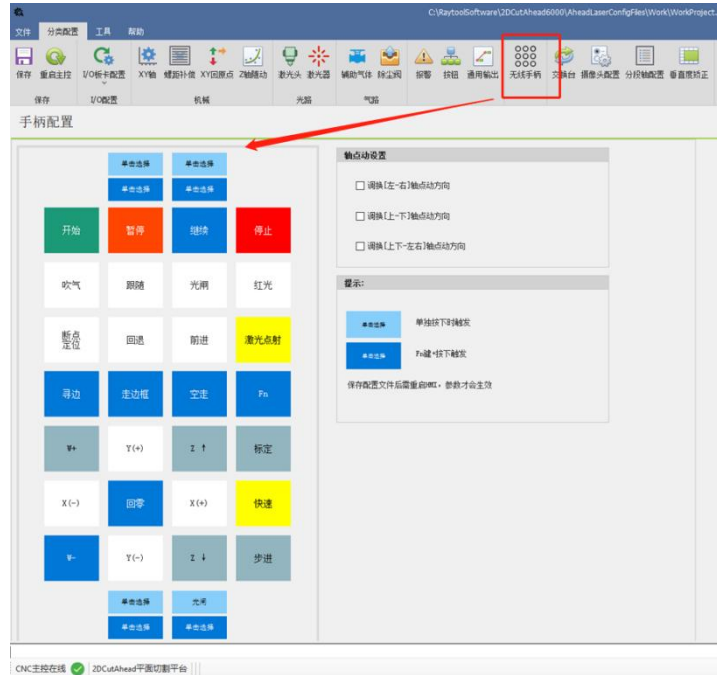 C:\RaytoolSoftware\2DCutAhead6000\AheadLaserConfigFiles\Work\WorkProject.
文件 分类配置 工具 帮助
保存 重启主控 I/O板卡配置 XY轴 螺距补偿 XY回原点 Z轴随动 激光头 激光器 辅助气体 除尘阀 报警 按钮 通用输出 无线手柄 交换台 摄像头配置 分段轴配置 垂直度矫正
保存 I/O配置 机械 光路 气路
手柄配置
单击选择 单击选择
单击选择 单击选择
开始 暂停 继续 停止
吹气 跟随 光闸 红光
断点定位 回退 前进 激光点射
寻边 走边框 空走 Fn
W+ Y(+) Z ↑ 标定
X(-) 回零 X(+) 快速
W- Y(-) Z ↓ 步进
单击选择 光闸
单击选择 单击选择
轴点动设置
调换[左-右]轴点动方向
调换[上-下]轴点动方向
调换[上下-左右]轴点动方向
提示:
单击选择 单独按下时触发
单击选择 Fn键+按下触发
保存配置文件后需重启HMI，参数才会生效
CNC主控在线 2DCutAhead平面切割平台